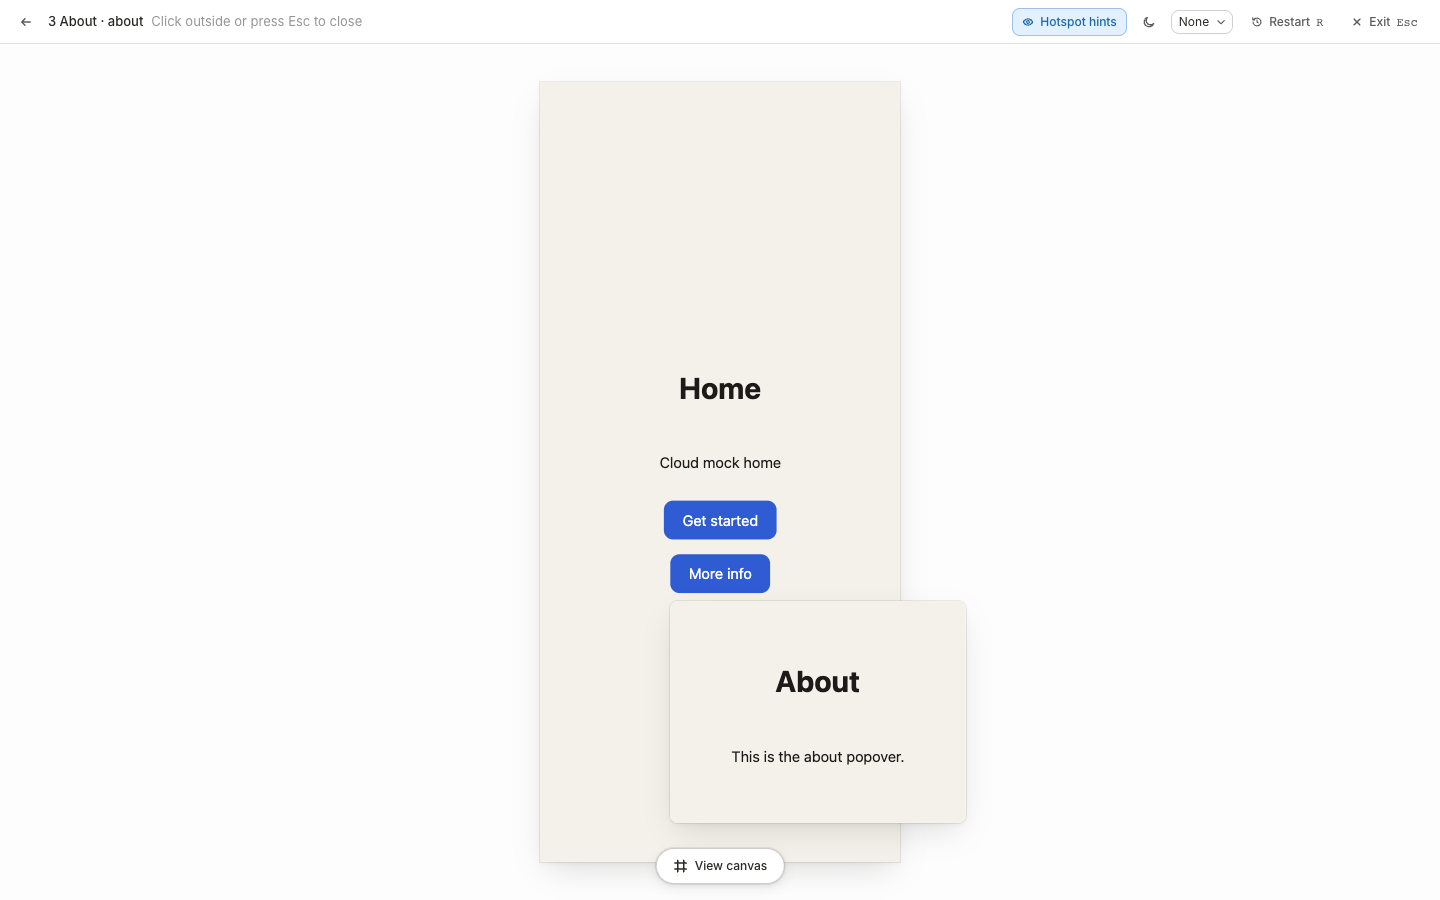 3 About · about Click outside or press Esc to close
Hotspot hints
None
Restart R
Exit Esc
Home
Cloud mock home
Get started
More info
About
This is the about popover.
View canvas